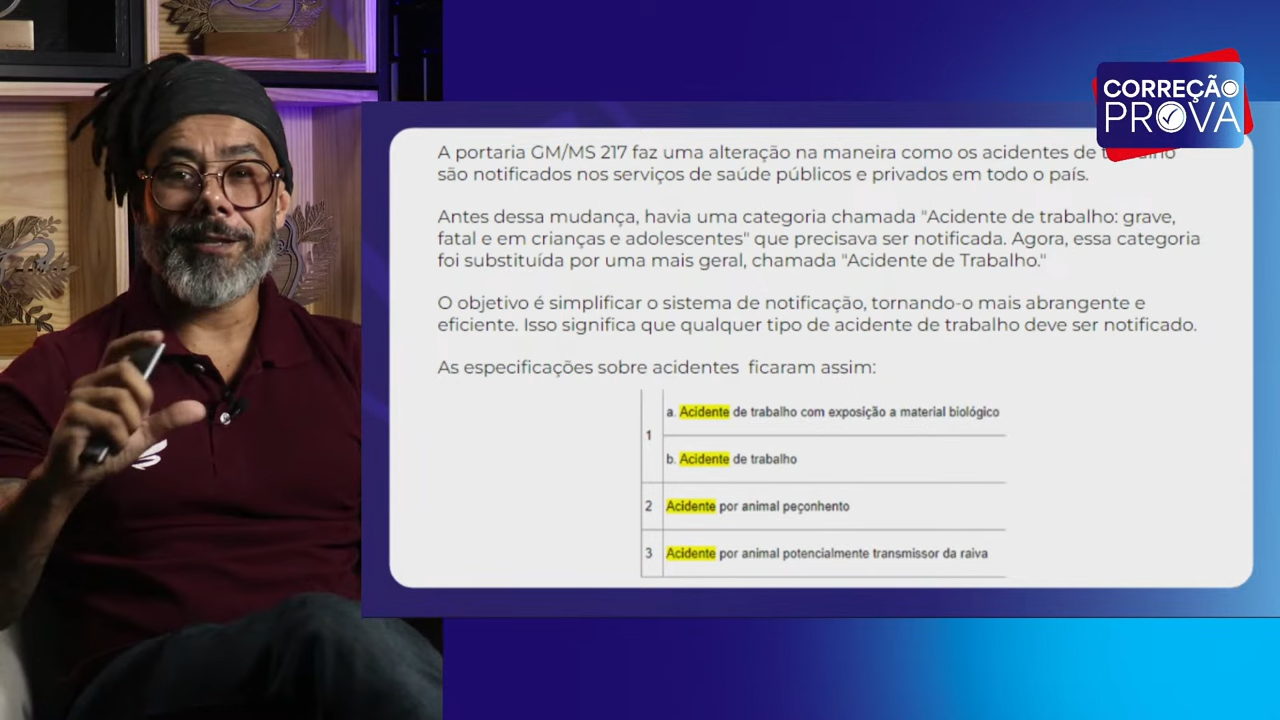 CORREÇÃO
PROVA
A portaria GM/MS 217 faz uma alteração na maneira como os acidentes de
são notificados nos serviços de saúde públicos e privados em todo o país.
Antes dessa mudança, havia uma categoria chamada "Acidente de trabalho: grave,
fatal e em crianças e adolescentes" que precisava ser notificada. Agora, essa categoria
foi substituída por uma mais geral, chamada "Acidente de Trabalho."
O objetivo é simplificar o sistema de notificação, tornando-o mais abrangente e
eficiente. Isso significa que qualquer tipo de acidente de trabalho deve ser notificado.
As especificações sobre acidentes ficaram assim:
a. Acidente de trabalho com exposição a material biológico
1
b. Acidente de trabalho
2 Acidente por animal peçonhento
3 Acidente por animal potencialmente transmissor da raiva